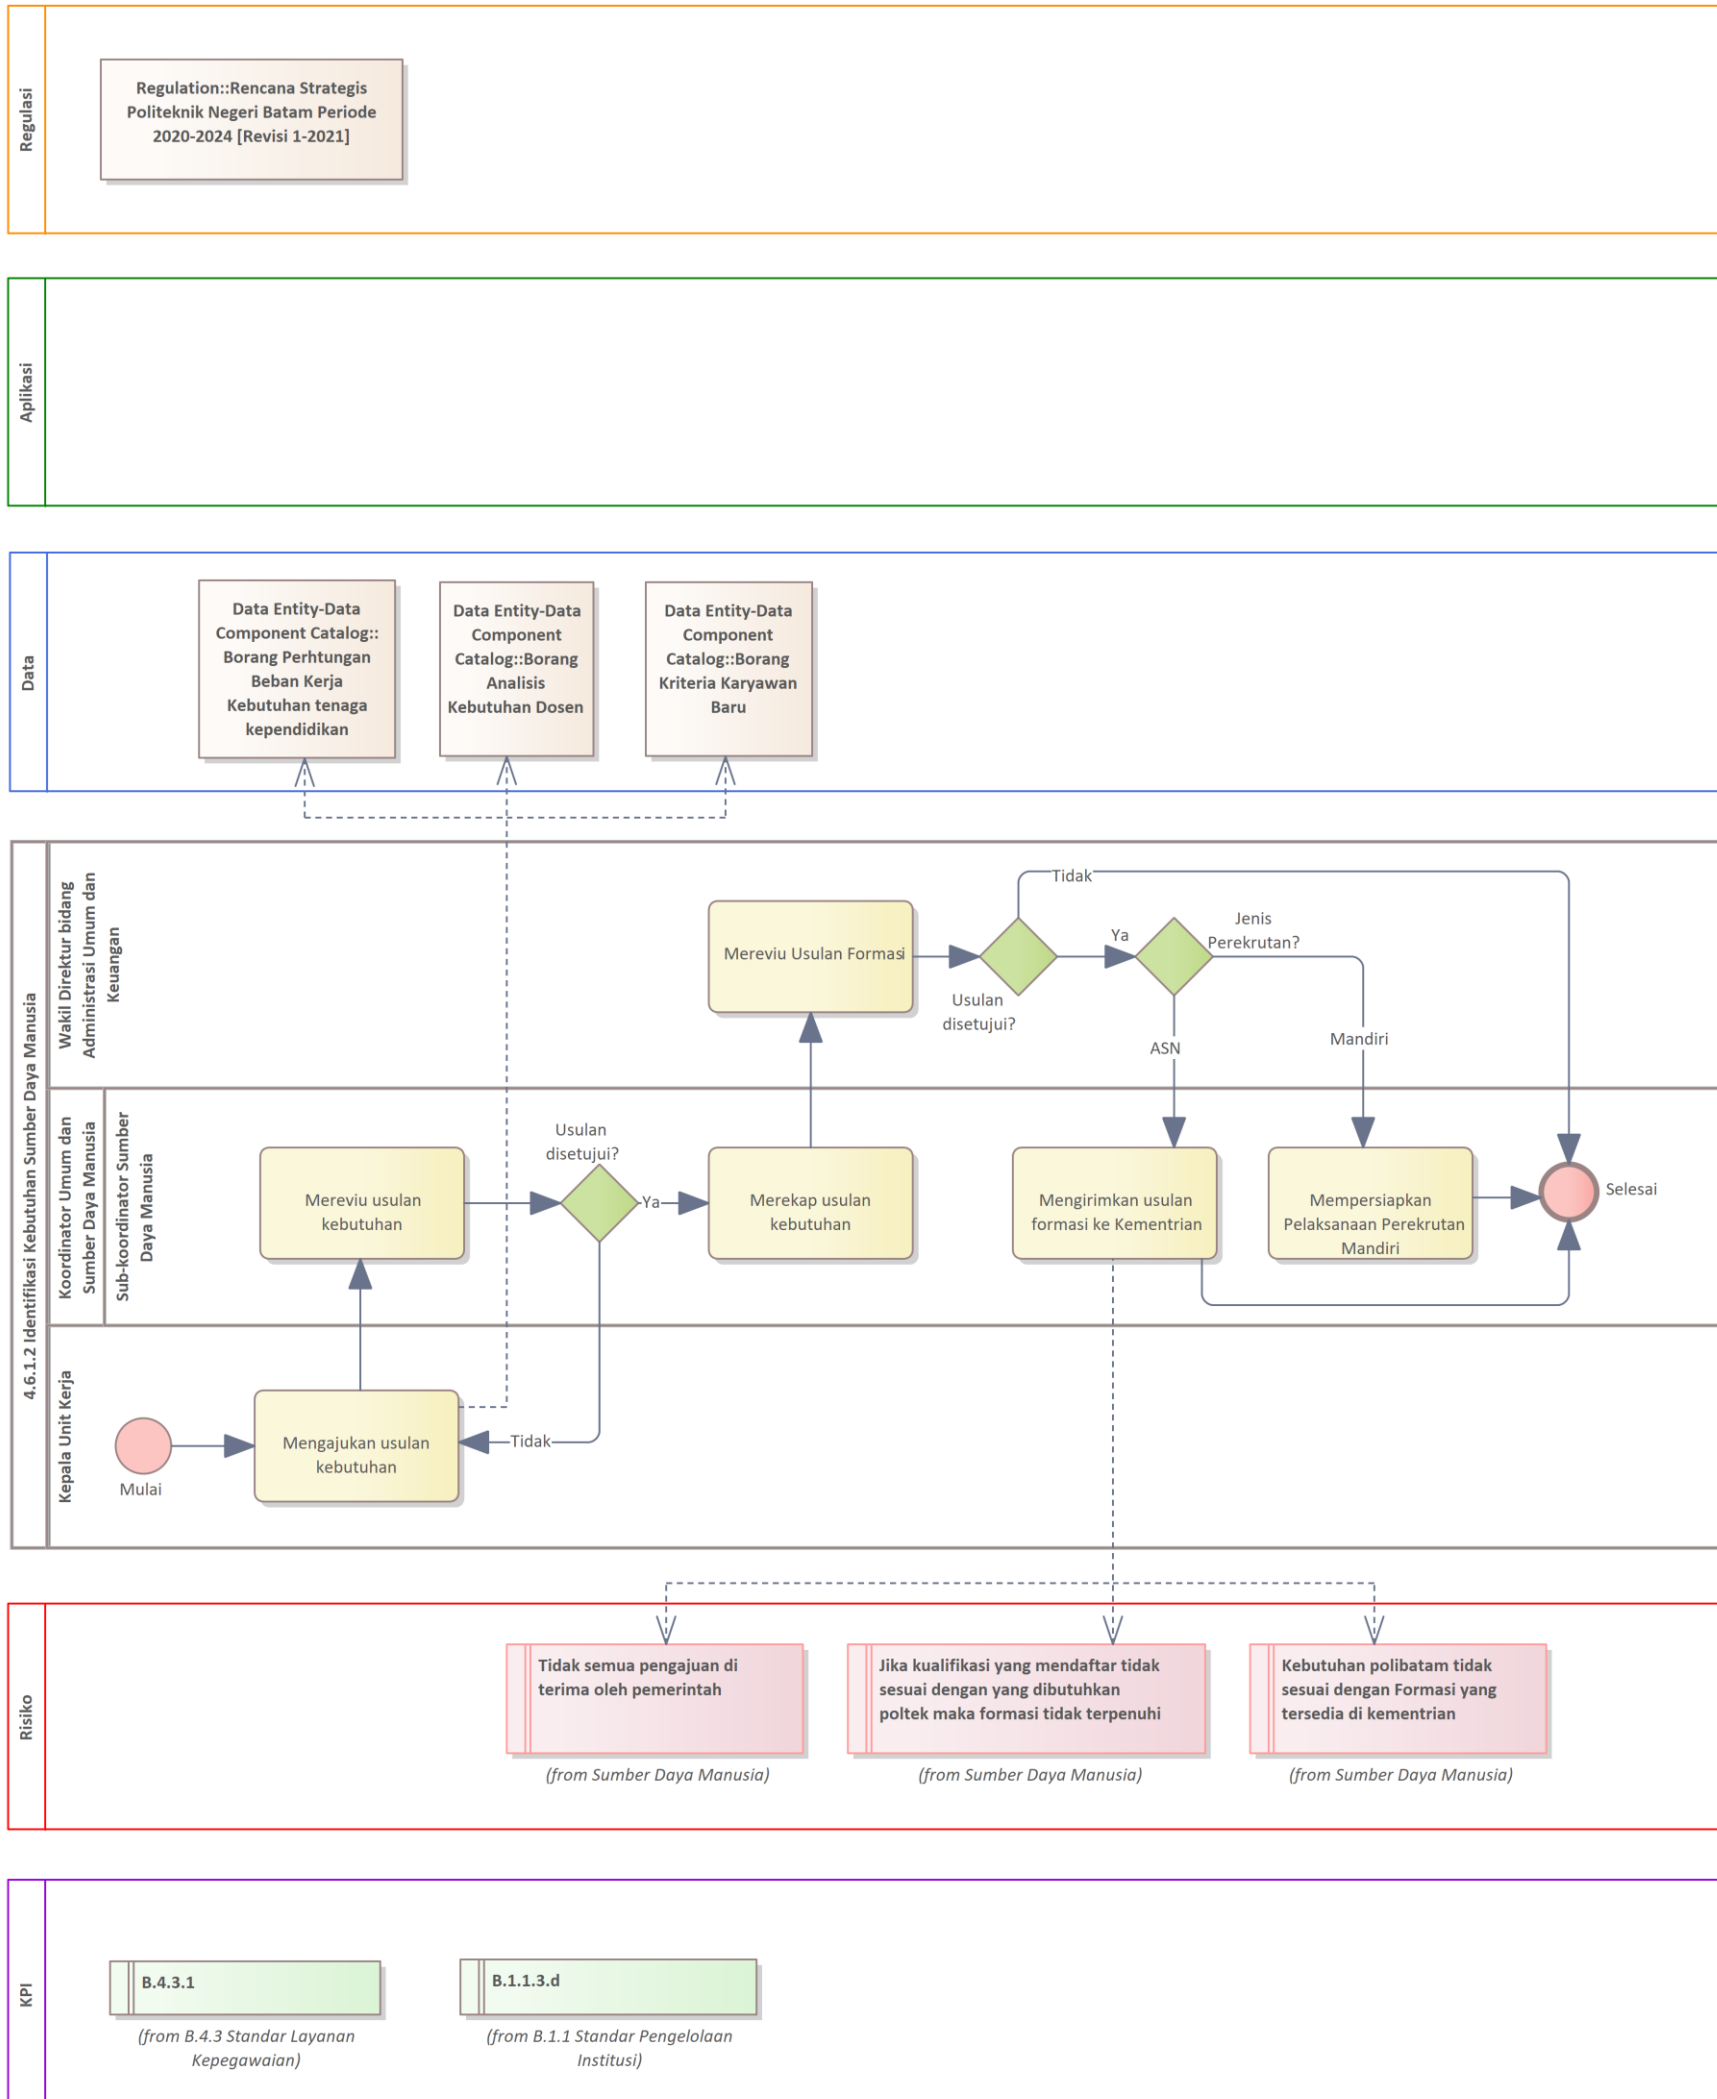 Regulasi
Regulation::Rencana Strategis
Politeknik Negeri Batam Periode
2020-2024 [Revisi 1-2021]
Aplikasi
Data
Data Entity-Data
Component Catalog::
Borang Perhtungan
Beban Kerja
Kebutuhan tenaga
kependidikan
Data Entity-Data
Component
Catalog::Borang
Analisis
Kebutuhan Dosen
Data Entity-Data
Component
Catalog::Borang
Kriteria Karyawan
Baru
4.6.1.2 Identifikasi Kebutuhan Sumber Daya Manusia
Wakil Direktur bidang
Administrasi Umum dan
Keuangan
Mereviu Usulan Formasi
Usulan
disetujui?
Tidak
Ya
Jenis
Perekrutan?
ASN
Mandiri
Koordinator Umum dan
Sumber Daya Manusia
Sub-koordinator Sumber
Daya Manusia
Mereviu usulan
kebutuhan
Usulan
disetujui?
Ya
Merekap usulan
kebutuhan
Mengirimkan usulan
formasi ke Kementrian
Mempersiapkan
Pelaksanaan Perekrutan
Mandiri
Selesai
Kepala Unit Kerja
Mulai
Mengajukan usulan
kebutuhan
Tidak
Risiko
Tidak semua pengajuan di
terima oleh pemerintah
(from Sumber Daya Manusia)
Jika kualifikasi yang mendaftar tidak
sesuai dengan yang dibutuhkan
poltek maka formasi tidak terpenuhi
(from Sumber Daya Manusia)
Kebutuhan polibatam tidak
sesuai dengan Formasi yang
tersedia di kementrian
(from Sumber Daya Manusia)
KPI
B.4.3.1
(from B.4.3 Standar Layanan
Kepegawaian)
B.1.1.3.d
(from B.1.1 Standar Pengelolaan
Institusi)